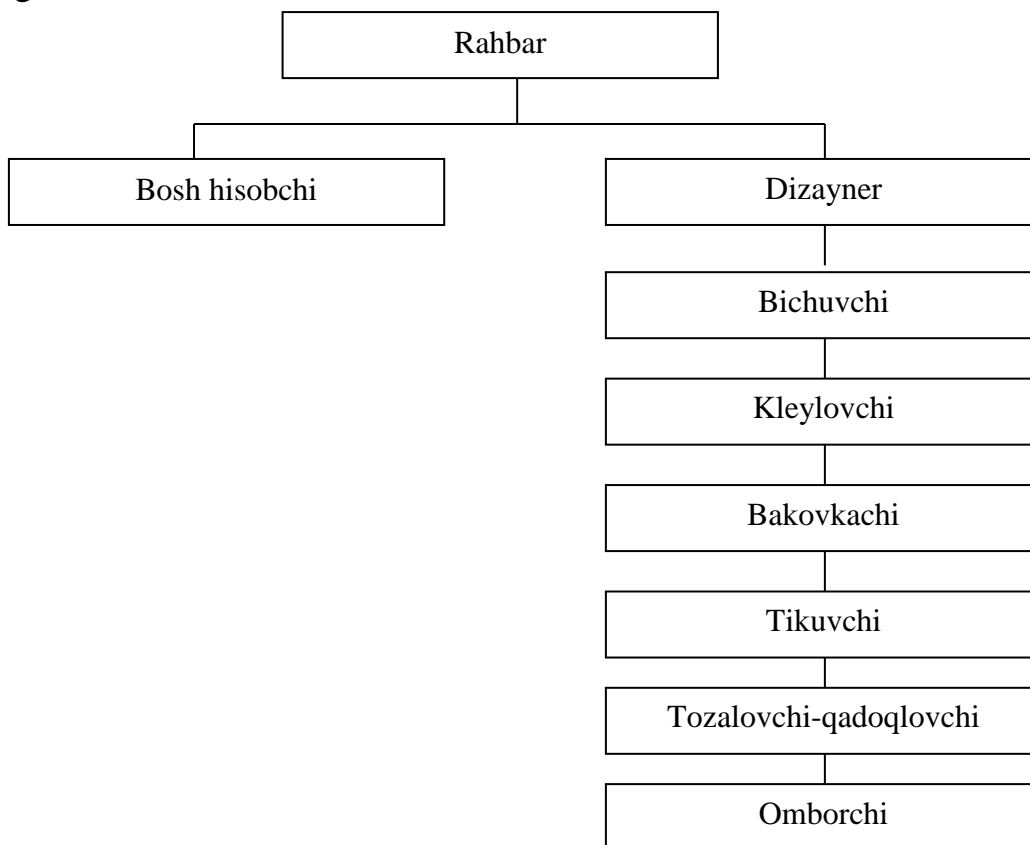 Rahbar
Bosh hisobchi
Dizayner
Bichuvchi
Kleylovchi
Bakovkachi
Tikuvchi
Tozalovchi-qadoqlovchi
Omborchi